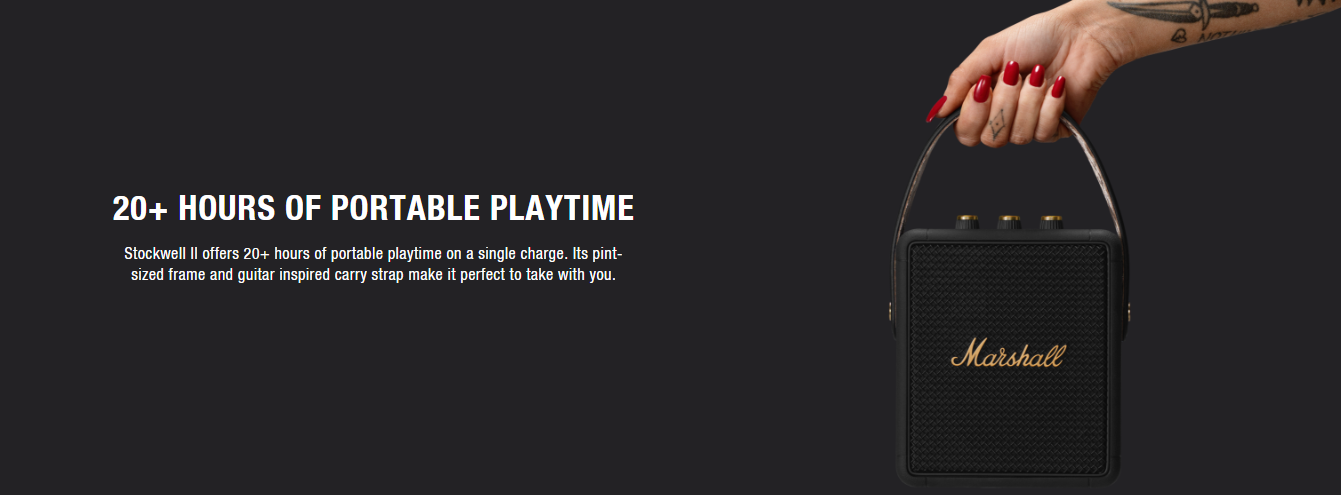 20+ HOURS OF PORTABLE PLAYTIME
Stockwell II offers 20+ hours of portable playtime on a single charge. Its pint-
sized frame and guitar inspired carry strap make it perfect to take with you.
Marshall